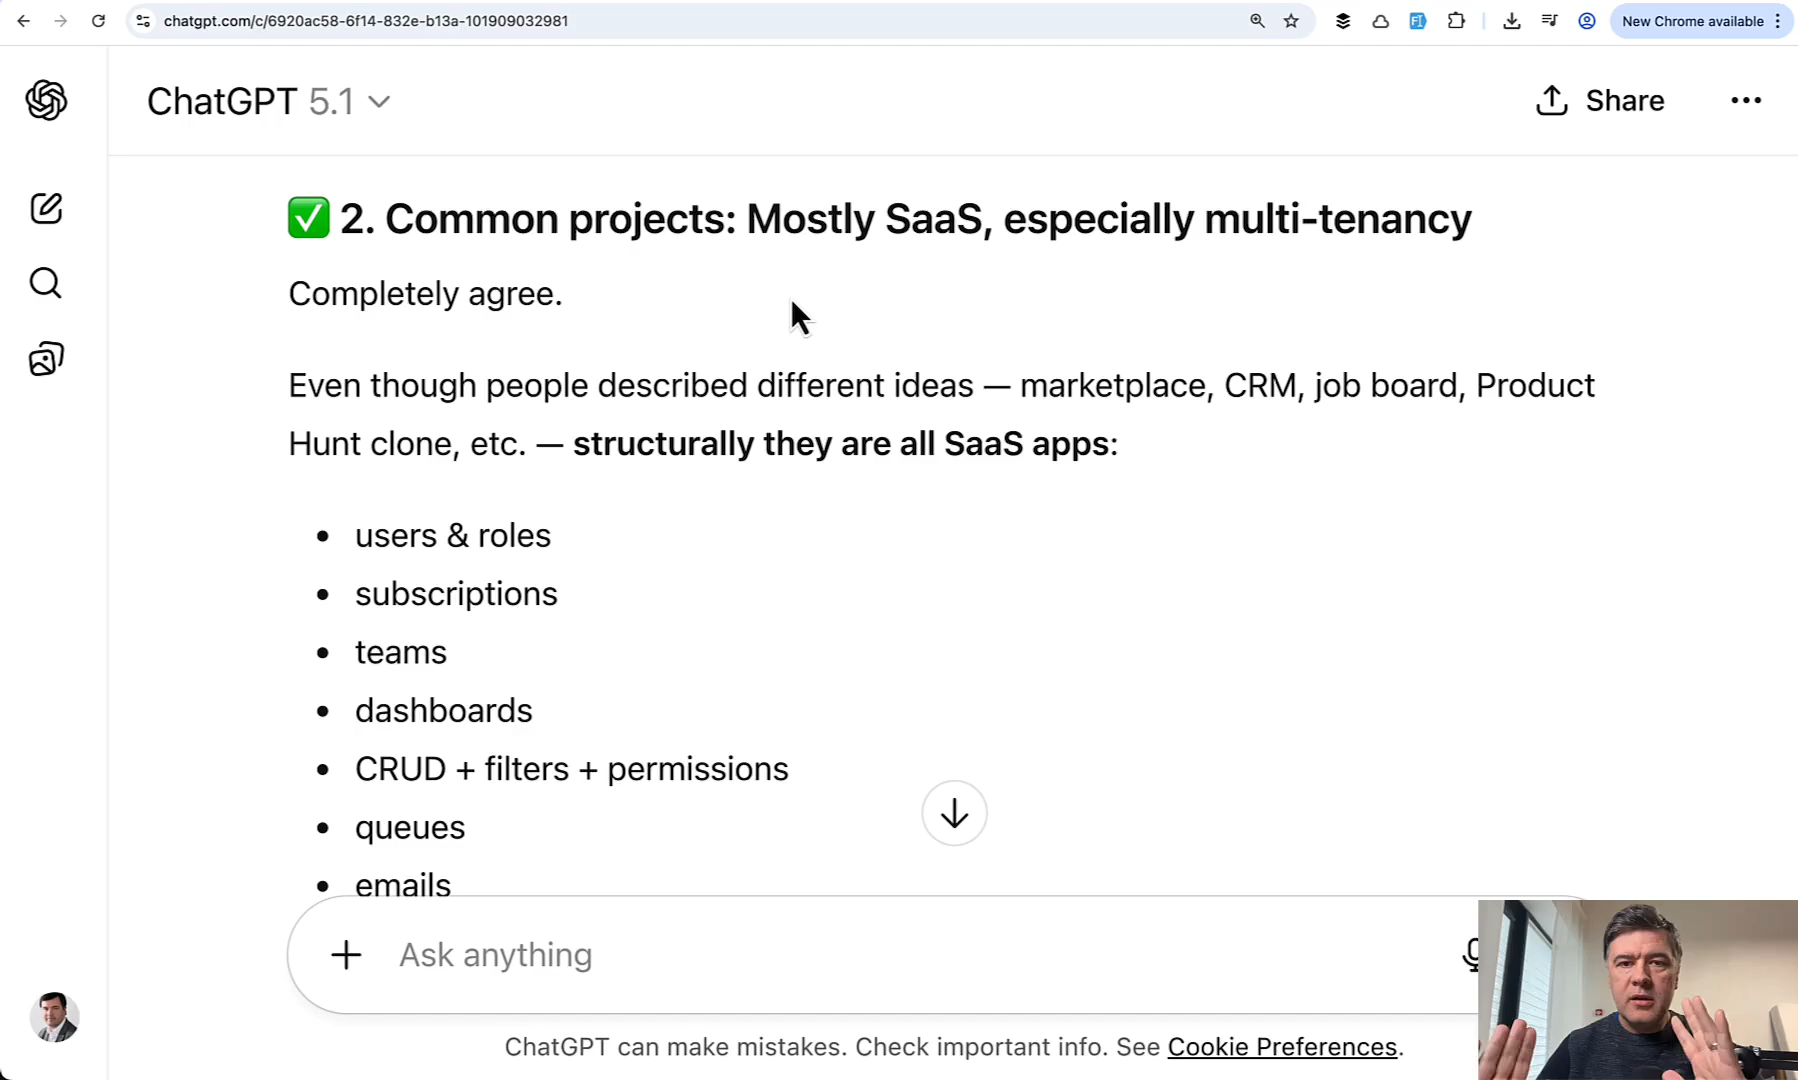 chatgpt.com/c/6920ac58-6f14-832e-b13a-101909032981
New Chrome available
ChatGPT 5.1
Share
✅ 2. Common projects: Mostly SaaS, especially multi-tenancy
Completely agree.
Even though people described different ideas — marketplace, CRM, job board, Product
Hunt clone, etc. — structurally they are all SaaS apps:
• users & roles
• subscriptions
• teams
• dashboards
• CRUD + filters + permissions
• queues
• emails
Ask anything
ChatGPT can make mistakes. Check important info. See Cookie Preferences.